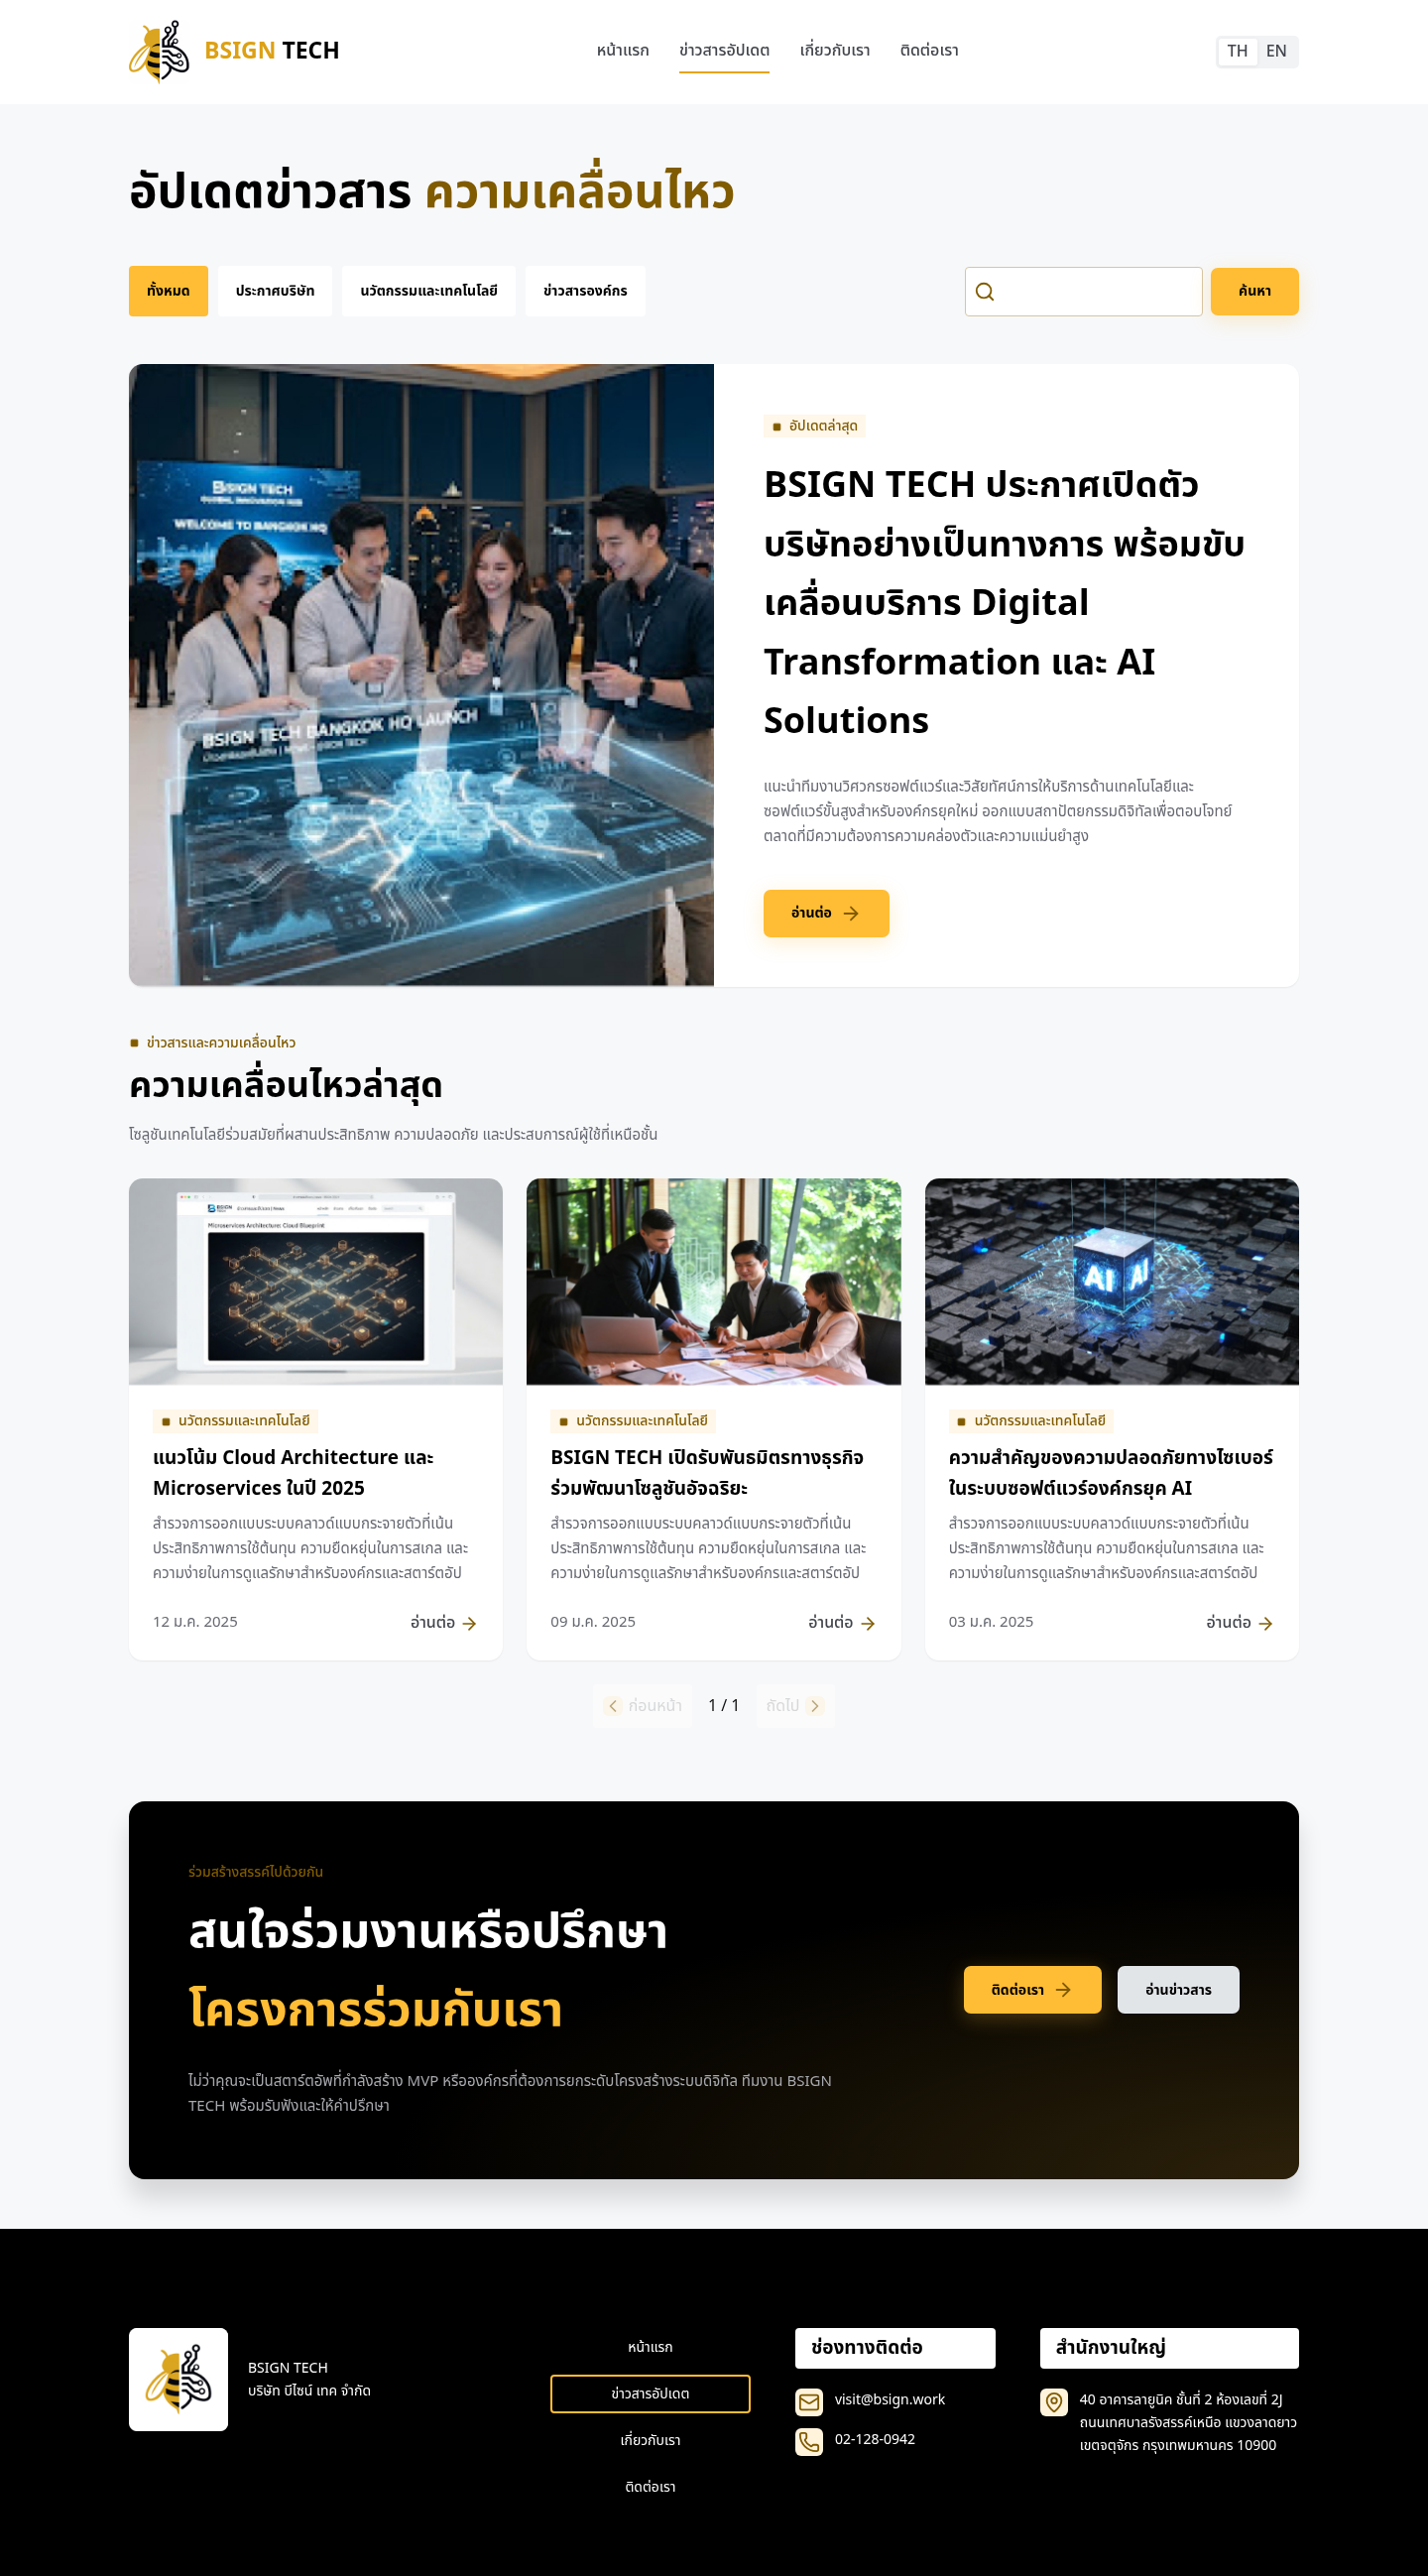 BSIGN TECH
หน้าแรก ข่าวสารอัปเดต เกี่ยวกับเรา ติดต่อเรา
TH EN
อัปเดตข่าวสาร ความเคลื่อนไหว
ทั้งหมด ประกาศบริษัท นวัตกรรมและเทคโนโลยี ข่าวสารองค์กร
ค้นหา
BSIGN TECH
GLOBAL INNOVATION HUB
WELCOME TO BANGKOK HQ
BSIGN TECH BANGKOK HQ LAUNCH
อัปเดตล่าสุด
BSIGN TECH ประกาศเปิดตัว
บริษัทอย่างเป็นทางการ พร้อมขับ
เคลื่อนบริการ Digital
Transformation และ AI
Solutions
แนะนำทีมงานวิศวกรซอฟต์แวร์และวิสัยทัศน์การให้บริการด้านเทคโนโลยีและ
ซอฟต์แวร์ขั้นสูงสำหรับองค์กรยุคใหม่ ออกแบบสถาปัตยกรรมดิจิทัลเพื่อตอบโจทย์
ตลาดที่มีความต้องการความคล่องตัวและความแม่นยำสูง
อ่านต่อ
ข่าวสารและความเคลื่อนไหว
ความเคลื่อนไหวล่าสุด
โซลูชันเทคโนโลยีร่วมสมัยที่ผสานประสิทธิภาพ ความปลอดภัย และประสบการณ์ผู้ใช้ที่เหนือชั้น
BSIGN TECH
Microservices Architecture: Cloud Blueprint
นวัตกรรมและเทคโนโลยี
แนวโน้ม Cloud Architecture และ
Microservices ในปี 2025
สำรวจการออกแบบระบบคลาวด์แบบกระจายตัวที่เน้น
ประสิทธิภาพการใช้ต้นทุน ความยืดหยุ่นในการสเกล และ
ความง่ายในการดูแลรักษาสำหรับองค์กรและสตาร์ตอัป
12 ม.ค. 2025 อ่านต่อ
นวัตกรรมและเทคโนโลยี
BSIGN TECH เปิดรับพันธมิตรทางธุรกิจ
ร่วมพัฒนาโซลูชันอัจฉริยะ
สำรวจการออกแบบระบบคลาวด์แบบกระจายตัวที่เน้น
ประสิทธิภาพการใช้ต้นทุน ความยืดหยุ่นในการสเกล และ
ความง่ายในการดูแลรักษาสำหรับองค์กรและสตาร์ตอัป
09 ม.ค. 2025 อ่านต่อ
AI AI
นวัตกรรมและเทคโนโลยี
ความสำคัญของความปลอดภัยทางไซเบอร์
ในระบบซอฟต์แวร์องค์กรยุค AI
สำรวจการออกแบบระบบคลาวด์แบบกระจายตัวที่เน้น
ประสิทธิภาพการใช้ต้นทุน ความยืดหยุ่นในการสเกล และ
ความง่ายในการดูแลรักษาสำหรับองค์กรและสตาร์ตอัป
03 ม.ค. 2025 อ่านต่อ
ก่อนหน้า 1 / 1 ถัดไป
ร่วมสร้างสรรค์ไปด้วยกัน
สนใจร่วมงานหรือปรึกษา
โครงการร่วมกับเรา
ไม่ว่าคุณจะเป็นสตาร์ตอัพที่กำลังสร้าง MVP หรือองค์กรที่ต้องการยกระดับโครงสร้างระบบดิจิทัล ทีมงาน BSIGN
TECH พร้อมรับฟังและให้คำปรึกษา
ติดต่อเรา อ่านข่าวสาร
BSIGN TECH
บริษัท บีไซน์ เทค จำกัด
หน้าแรก
ข่าวสารอัปเดต
เกี่ยวกับเรา
ติดต่อเรา
ช่องทางติดต่อ
visit@bsign.work
02-128-0942
สำนักงานใหญ่
40 อาคารลายูนิค ชั้นที่ 2 ห้องเลขที่ 2J
ถนนเทศบาลรังสรรค์เหนือ แขวงลาดยาว
เขตจตุจักร กรุงเทพมหานคร 10900